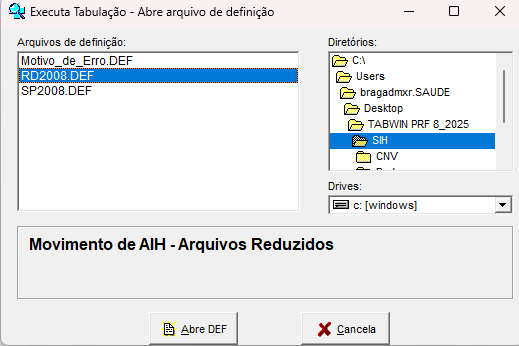 Executa Tabulação - Abre arquivo de definição
Arquivos de definição:
Motivo_de_Erro.DEF
RD2008.DEF
SP2008.DEF
Diretórios:
C:\
Users
bragadmxr.SAUDE
Desktop
TABWIN PRF 8_2025
SIH
CNV
Drives:
c: [windows]
Movimento de AIH - Arquivos Reduzidos
Abre DEF
Cancela